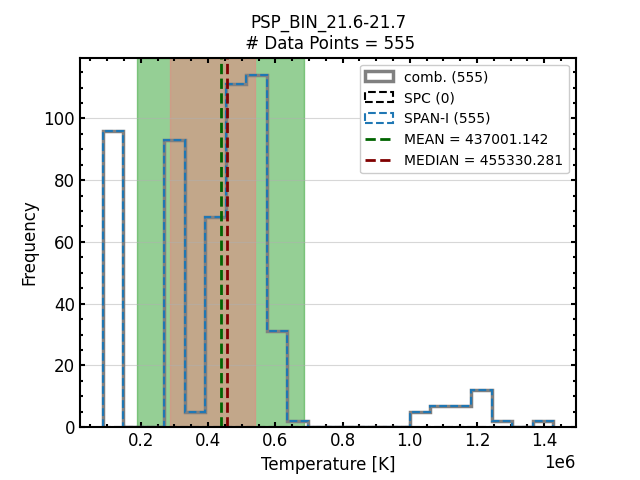 PSP_BIN_21.6-21.7
# Data Points = 555
comb. (555)
SPC (0)
SPAN-I (555)
MEAN = 437001.142
MEDIAN = 455330.281
Frequency
100
80
60
40
20
0
0.2 0.4 0.6 0.8 1.0 1.2 1.4
1e6
Temperature [K]